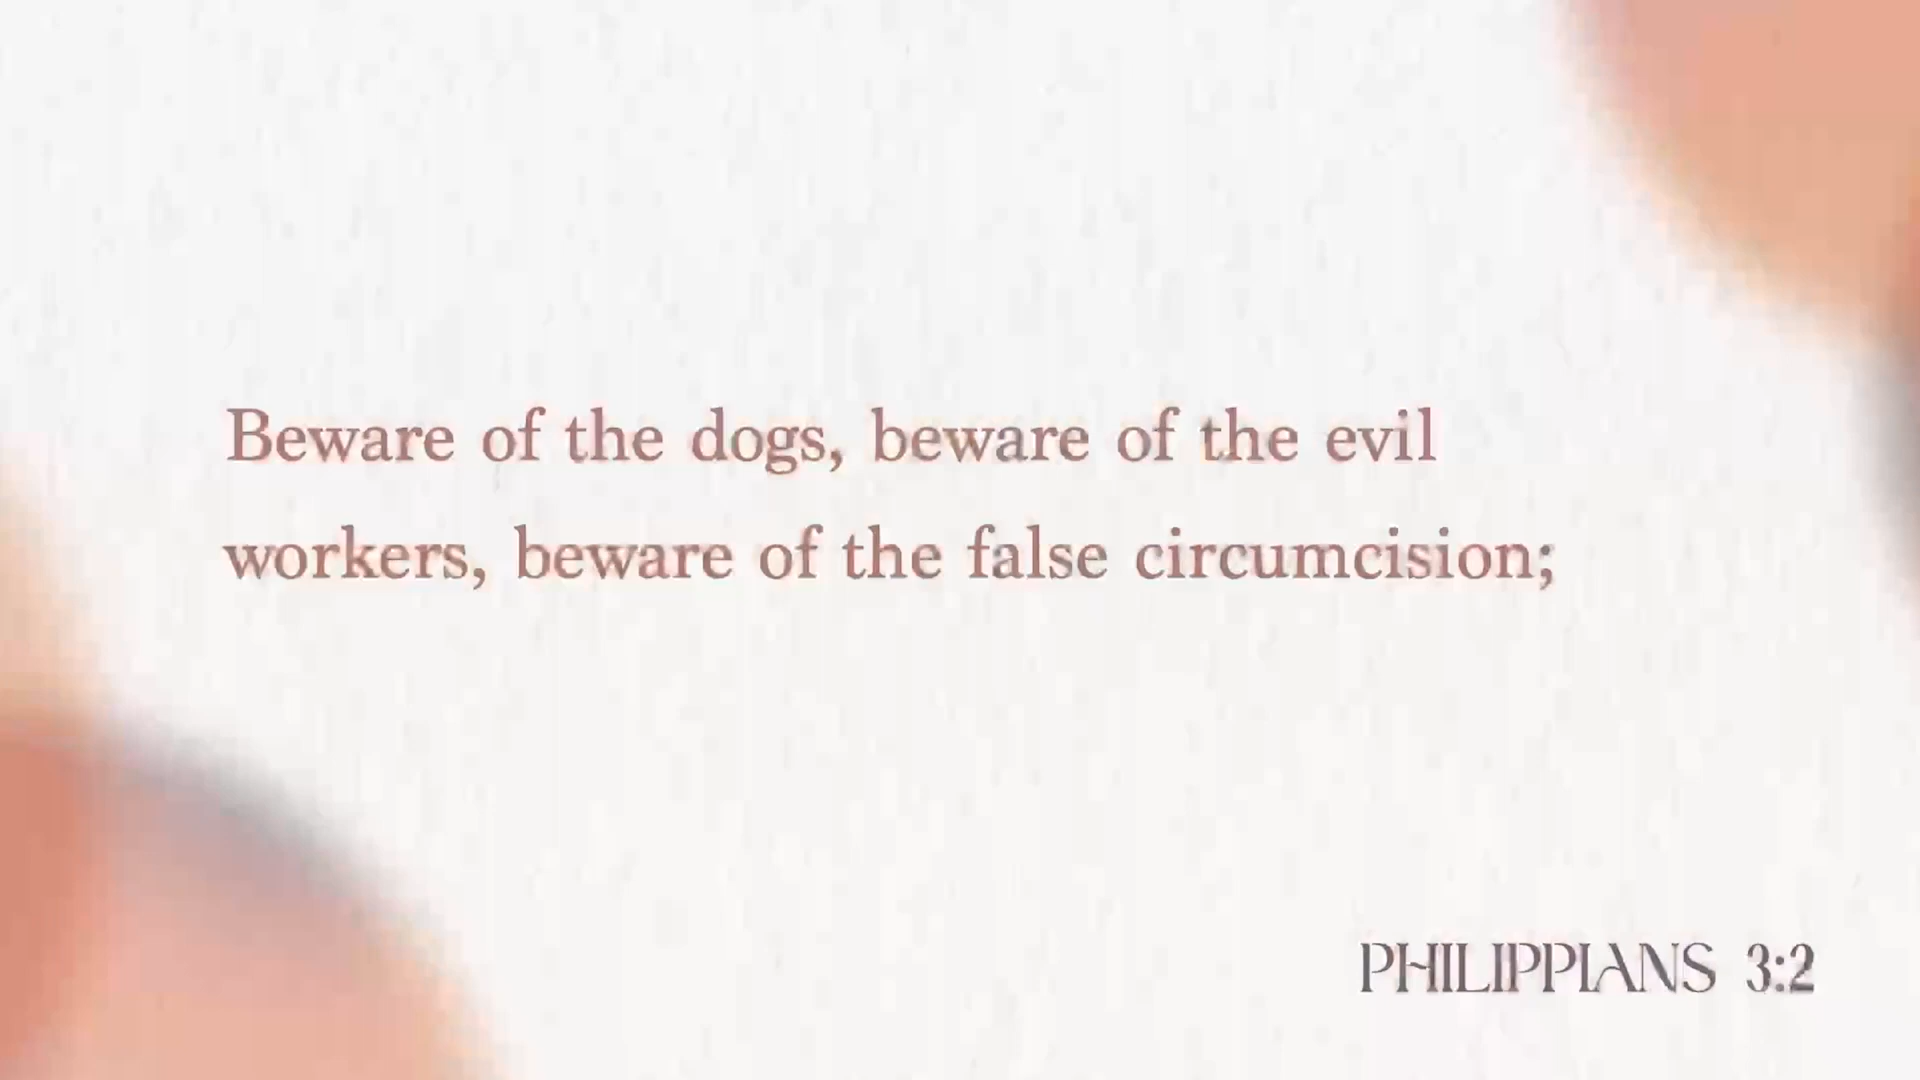 Beware of the dogs, beware of the evil
workers, beware of the false circumcision;
PHILIPPIANS 3:2